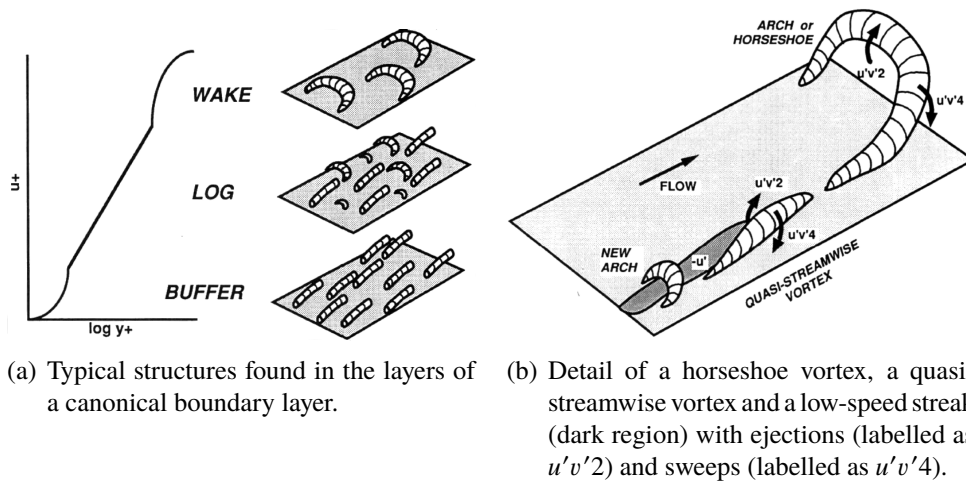 WAKE
LOG
BUFFER
u+
log y+
ARCH or
HORSESHOE
u'v'2
u'v'4
FLOW
u'v'2
u'v'4
-u'
NEW
ARCH
QUASI-STREAMWISE
VORTEX
(a) Typical structures found in the layers of
a canonical boundary layer.
(b) Detail of a horseshoe vortex, a quasi
streamwise vortex and a low-speed streak
(dark region) with ejections (labelled as
u′v′2) and sweeps (labelled as u′v′4).